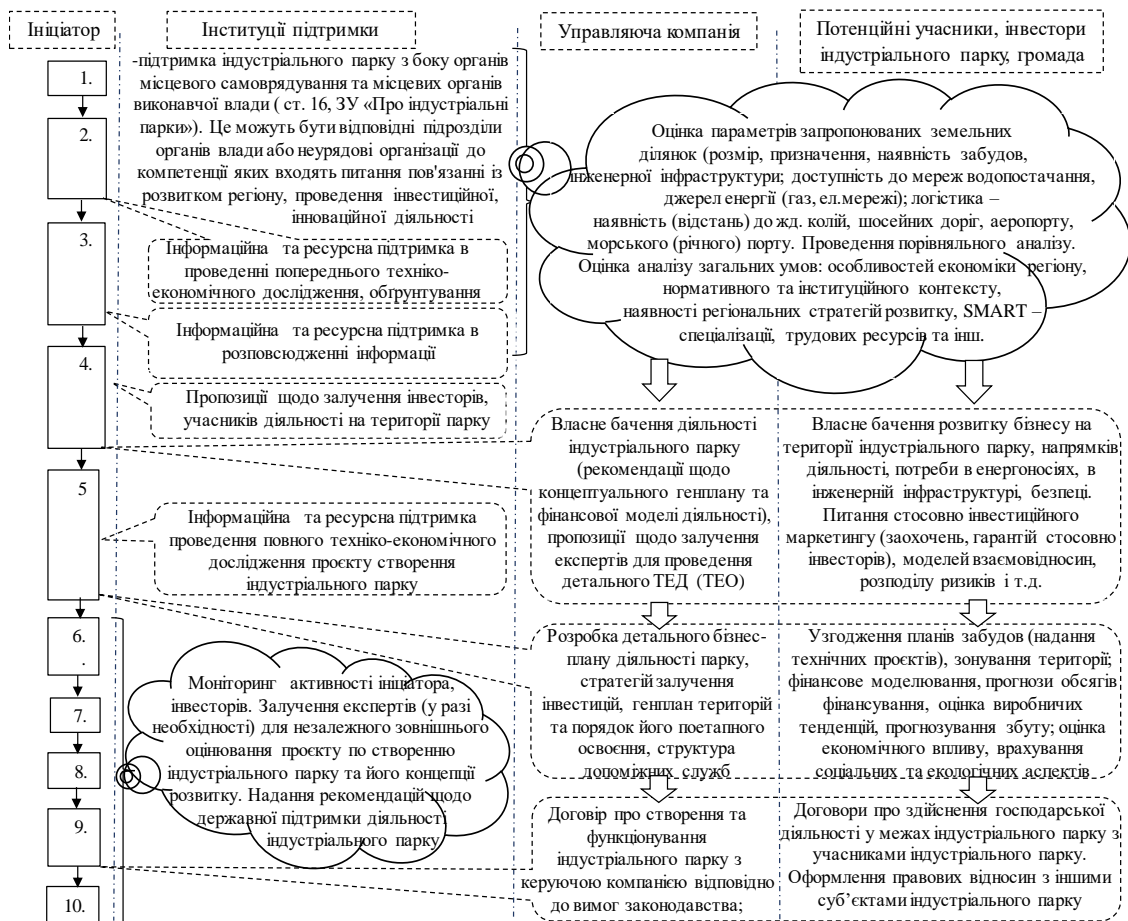 Ініціатор
Інституції підтримки
Управляюча компанія
Потенційні учасники, інвестори
індустріального парку, громада
1.
2.
3.
4.
5
6.
.
7.
8.
9.
10.
-підтримка індустріального парку з боку органів
місцевого самоврядування та місцевих органів
виконавчої влади ( ст. 16, ЗУ «Про індустріальні
парки»). Це можуть бути відповідні підрозділи
органів влади або неурядові організації до
компетенції яких входять питання пов'язанні із
розвитком регіону, проведення інвестиційної,
інноваційної діяльності
Інформаційна та ресурсна підтримка в
проведенні попереднього техніко-
економічного дослідження, обґрунтування
Інформаційна та ресурсна підтримка в
розповсюдженні інформації
Пропозиції щодо залучення інвесторів,
учасників діяльності на території парку
Інформаційна та ресурсна підтримка
проведення повного техніко-економічного
дослідження проєкту створення
індустріального парку
Моніторинг активності ініціатора,
інвесторів. Залучення експертів (у разі
необхідності) для незалежного зовнішнього
оцінювання проєкту по створенню
індустріального парку та його концепції
розвитку. Надання рекомендацій щодо
державної підтримки діяльності
індустріального парку
Оцінка параметрів запропонованих земельних
ділянок (розмір, призначення, наявність забудов,
інженерної інфраструктури; доступність до мереж водопостачання,
джерел енергії (газ, ел.мережі); логістика –
наявність (відстань) до жд. колій, шосейних доріг, аеропорту,
морського (річного) порту. Проведення порівняльного аналізу.
Оцінка аналізу загальних умов: особливостей економіки регіону,
нормативного та інституційного контексту,
наявності регіональних стратегій розвитку, SMART –
спеціалізації, трудових ресурсів та інш.
Власне бачення діяльності
індустріального парку
(рекомендації щодо
концептуального генплану та
фінансової моделі діяльності),
пропозиції щодо залучення
експертів для проведення
детального ТЕД (ТЕО)
Власне бачення розвитку бізнесу на
території індустріального парку, напрямків
діяльності, потреби в енергоносіях, в
інженерній інфраструктурі, безпеці.
Питання стосовно інвестиційного
маркетингу (заохочень, гарантій стосовно
інвесторів), моделей взаємовідносин,
розподілу ризиків і т.д.
Розробка детального бізнес-
плану діяльності парку,
стратегій залучення
інвестицій, генплан територій
та порядок його поетапного
освоєння, структура
допоміжних служб
Узгодження планів забудов (надання
технічних проєктів), зонування території;
фінансове моделювання, прогнози обсягів
фінансування, оцінка виробничих
тенденцій, прогнозування збуту; оцінка
економічного впливу, врахування
соціальних та екологічних аспектів
Договір про створення та
функціонування
індустріального парку з
керуючою компанією відповідно
до вимог законодавства;
Договори про здійснення господарської
діяльності у межах індустріального парку з
учасниками індустріального парку.
Оформлення правових відносин з іншими
суб’єктами індустріального парку